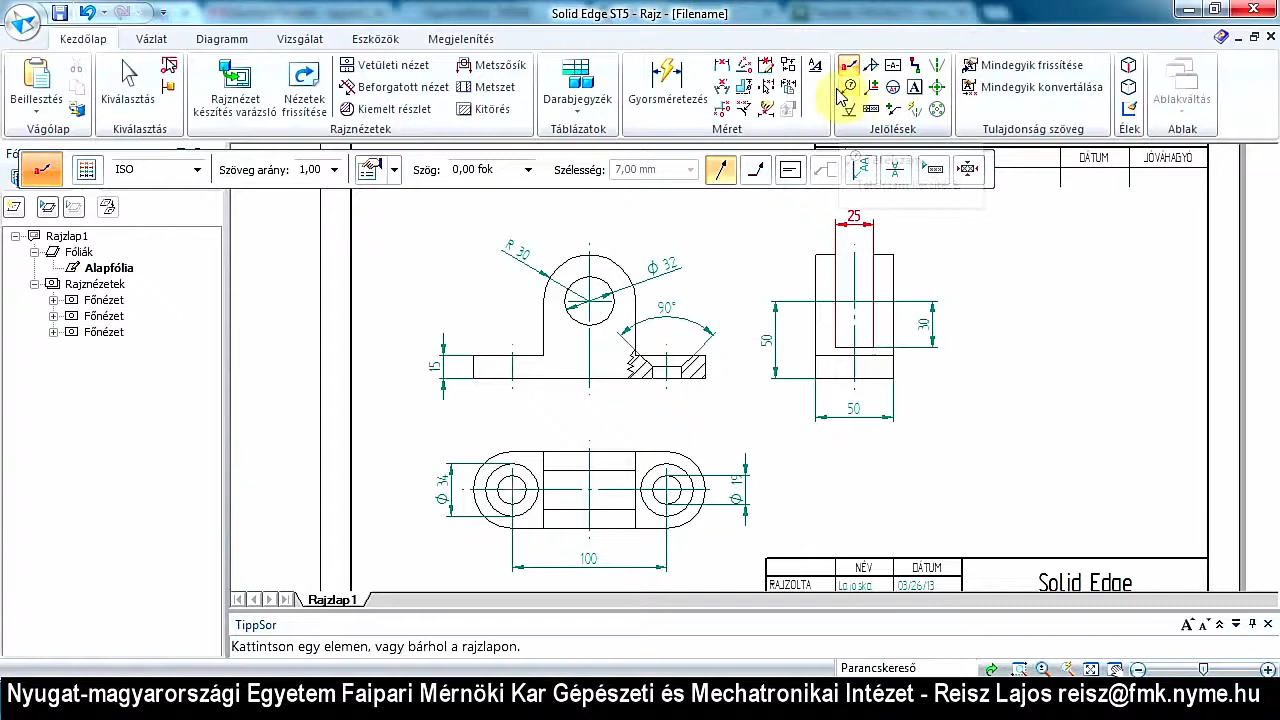 Solid Edge ST5 - Rajz - [Filename]
Kezdőlap
Vázlat
Diagramm
Vizsgálat
Eszközök
Megjelenítés
Beillesztés
Vágólap
Kiválasztás
Kiválasztás
Rajznézet
készítés varázsló
Nézetek
frissítése
Vetületi nézet
Beforgatott nézet
Kiemelt részlet
Metszősík
Metszet
Kitörés
Rajznézetek
Darabjegyzék
Táblázatok
Gyorsméretezés
Méret
Jelölések
Mindegyik frissítése
Mindegyik konvertálása
Tulajdonság szöveg
Élek
Ablakváltás
Ablak
ISO
Szöveg arány: 1,00
Szög: 0,00 fok
Szélesség: 7,00 mm
DÁTUM
JÓVÁHAGYÓ
Rajzlap1
Fóliák
Alapfólia
Rajznézetek
Főnézet
Főnézet
Főnézet
R 30
Φ 32
90°
15
25
50
30
50
Φ 34
Φ 19
100
NÉV
DÁTUM
RAJZOLTA
Lajoska
03/26/13
Solid Edge
Rajzlap1
TippSor
Kattintson egy elemen, vagy bárhol a rajzlapon.
Parancskereső
Nyugat-magyarországi Egyetem Faipari Mérnöki Kar Gépészeti és Mechatronikai Intézet - Reisz Lajos reisz@fmk.nyme.hu